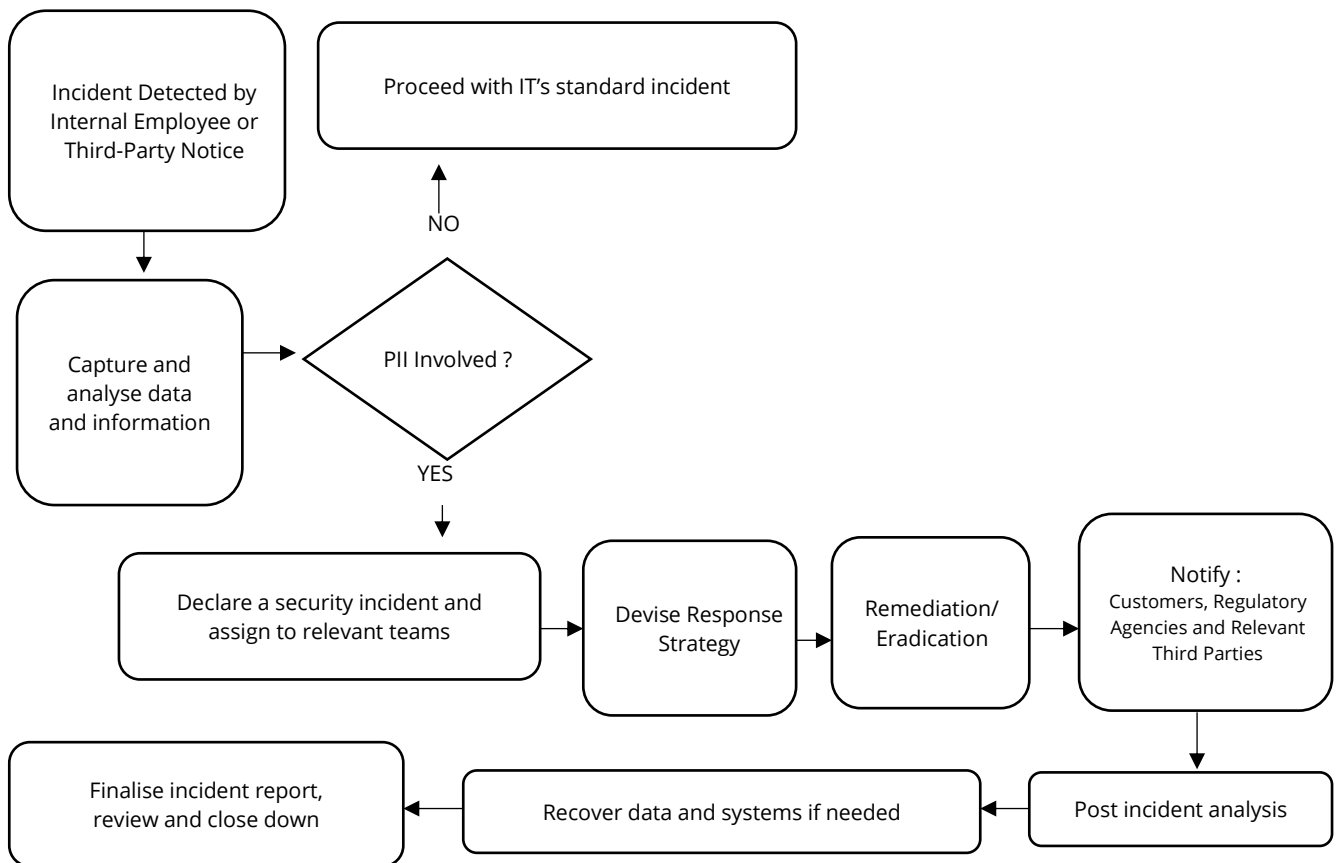 Incident Detected by
Internal Employee or
Third-Party Notice
Proceed with IT’s standard incident
NO
Capture and
analyse data
and information
PII Involved ?
YES
Declare a security incident and
assign to relevant teams
Devise Response
Strategy
Remediation/
Eradication
Notify :
Customers, Regulatory
Agencies and Relevant
Third Parties
Post incident analysis
Recover data and systems if needed
Finalise incident report,
review and close down